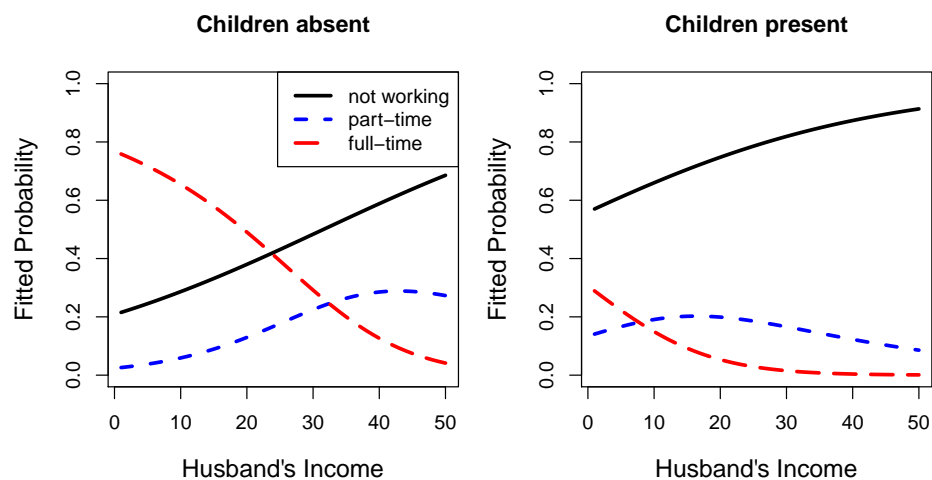 Children absent
Fitted Probability
1.0
0.8
0.6
0.4
0.2
0.0
not working
part−time
full−time
0 10 20 30 40 50
Husband's Income
Children present
Fitted Probability
1.0
0.8
0.6
0.4
0.2
0.0
0 10 20 30 40 50
Husband's Income